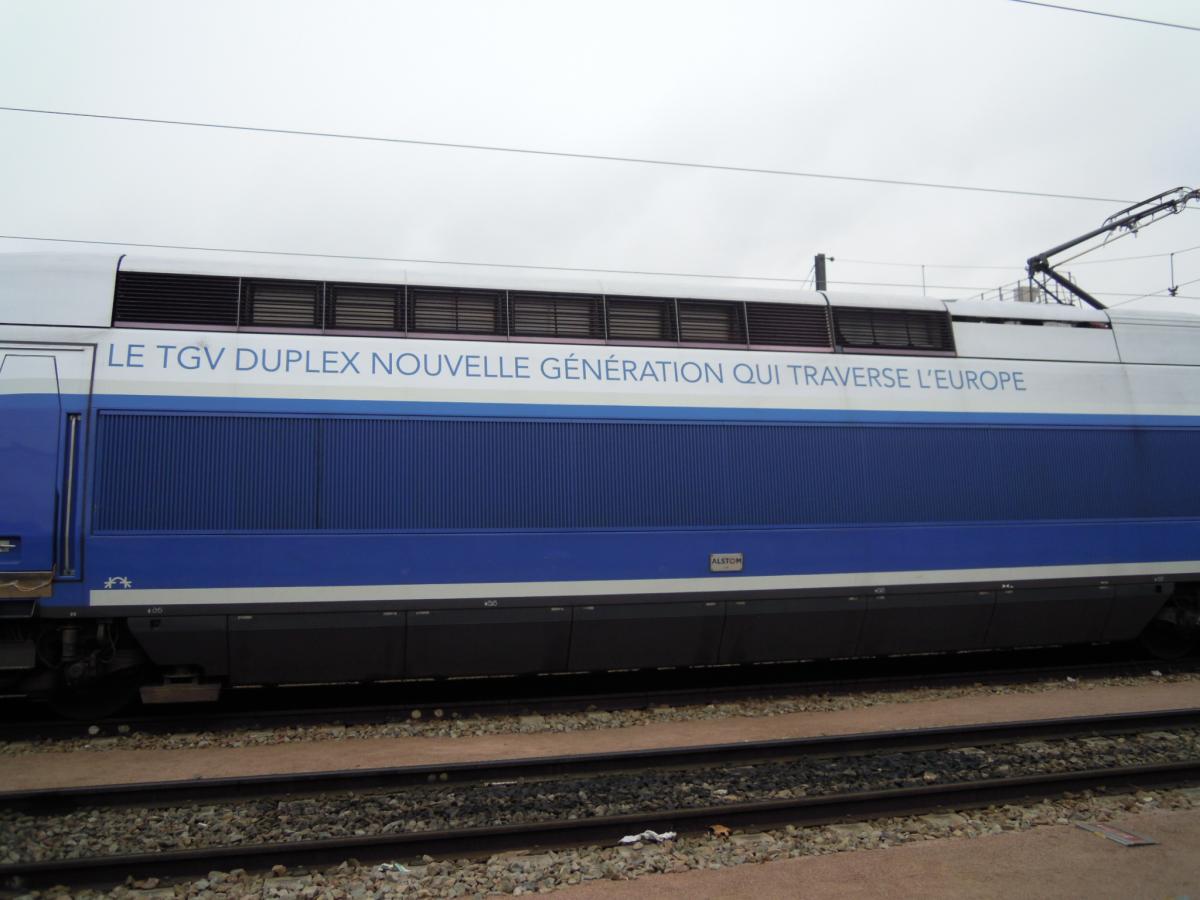 LE TGV DUPLEX NOUVELLE GÉNÉRATION QUI TRAVERSE L'EUROPE
ALSTOM